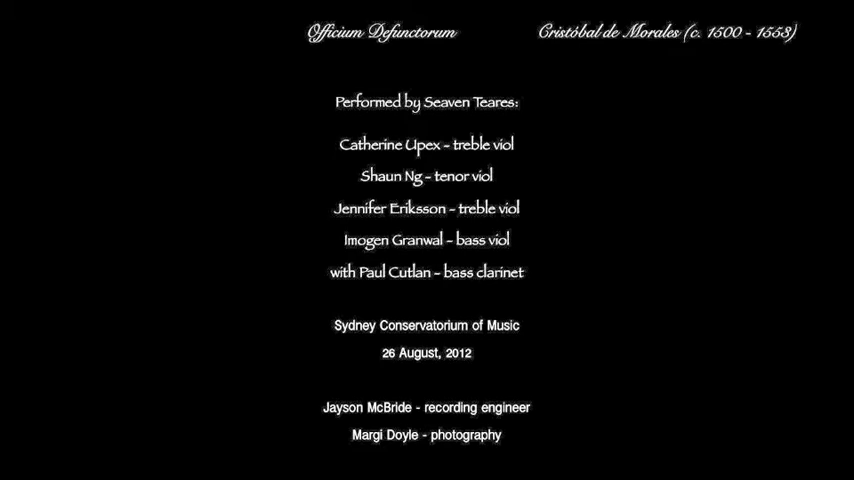 Officium Defunctorum Cristóbal de Morales (c. 1500 - 1553)
Performed by Seaven Teares:
Catherine Upex - treble viol
Shaun Ng - tenor viol
Jennifer Eriksson - treble viol
Imogen Granwal - bass viol
with Paul Cutlan - bass clarinet
Sydney Conservatorium of Music
26 August, 2012
Jayson McBride - recording engineer
Margi Doyle - photography